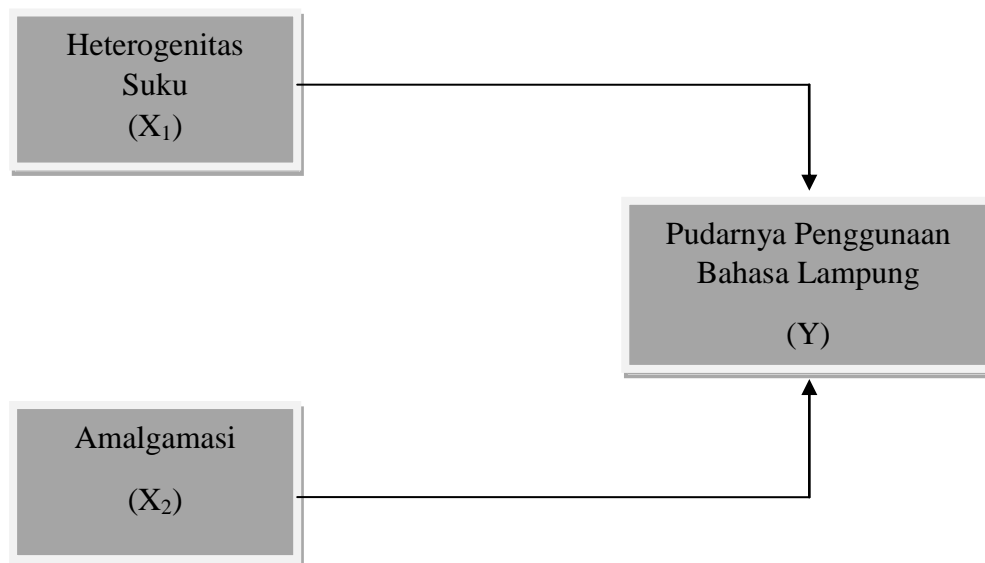 Heterogenitas
Suku
(X₁)
Pudarnya Penggunaan
Bahasa Lampung
(Y)
Amalgamasi
(X₂)